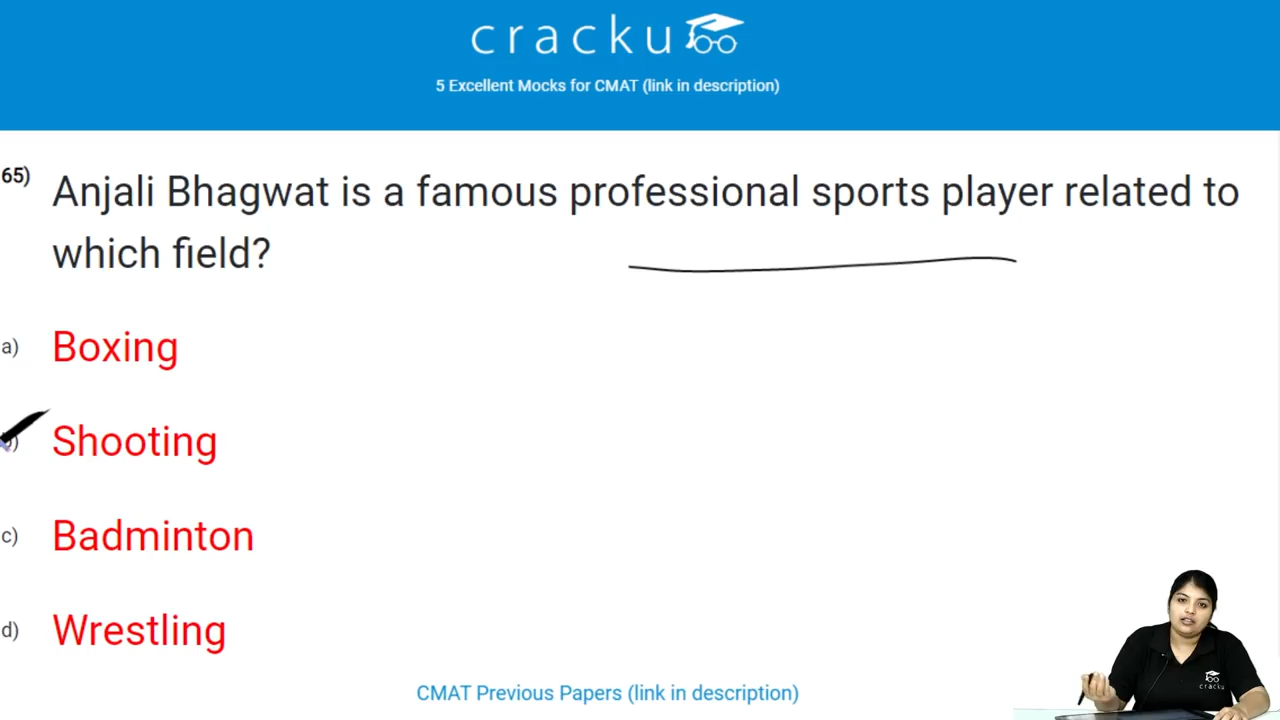 cracku
5 Excellent Mocks for CMAT (link in description)
65) Anjali Bhagwat is a famous professional sports player related to
which field?
a) Boxing
b) Shooting
c) Badminton
d) Wrestling
cracku
CMAT Previous Papers (link in description)